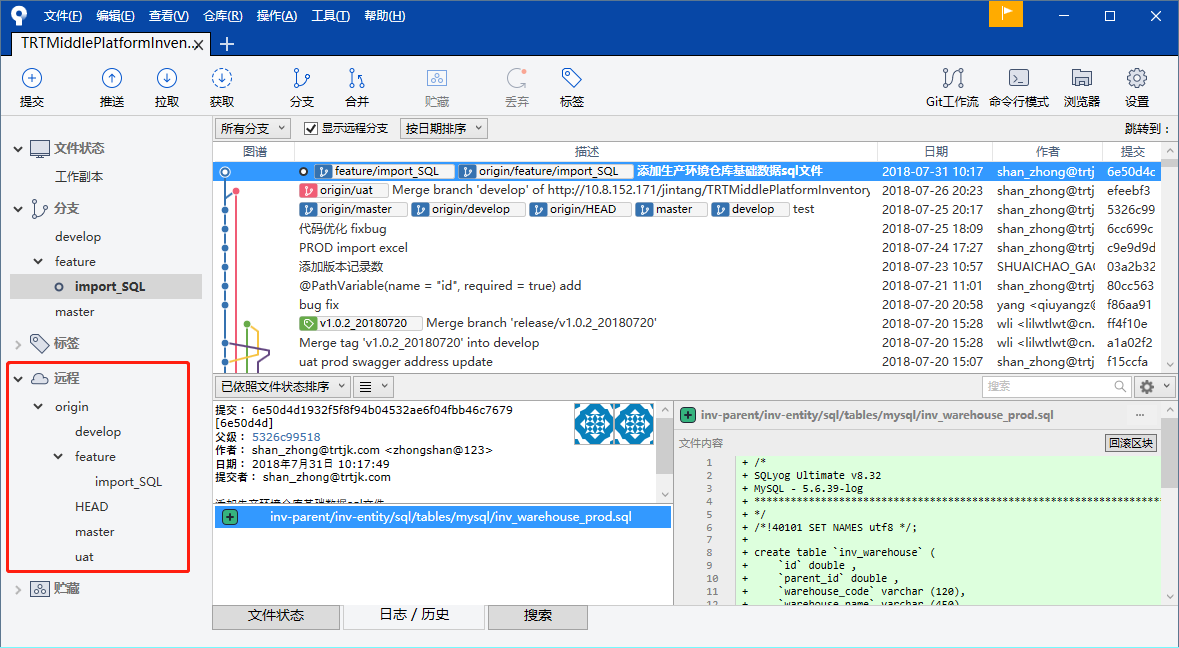 文件(F) 编辑(E) 查看(V) 仓库(R) 操作(A) 工具(T) 帮助(H)
TRTMiddlePlatformInven..
提交 推送 拉取 获取 分支 合并 贮藏 丢弃 标签 Git工作流 命令行模式 浏览器 设置
文件状态
工作副本
分支
develop
feature
import_SQL
master
标签
远程
origin
develop
feature
import_SQL
HEAD
master
uat
贮藏
所有分支 显示远程分支 按日期排序 跳转到：
图谱 描述 日期 作者 提交
feature/import_SQL origin/feature/import_SQL 添加生产环境仓库基础数据sql文件 2018-07-31 10:17 shan_zhong@trtj 6e50d4c
origin/uat Merge branch 'develop' of http://10.8.152.171/jintang/TRTMiddlePlatformInventory 2018-07-26 20:23 shan_zhong@trtj efeebf3
origin/master origin/develop origin/HEAD master develop test 2018-07-25 20:17 shan_zhong@trtj 5326c99
代码优化 fixbug 2018-07-25 18:09 shan_zhong@trtj 6cc699c
PROD import excel 2018-07-24 17:27 shan_zhong@trtj c9e9d9d
添加版本记录数 2018-07-23 10:57 SHUAICHAO_GAO 03a2b32
@PathVariable(name = "id", required = true) add 2018-07-21 11:01 shan_zhong@trtj 80cc563
bug fix 2018-07-20 20:58 yang <qiuyangz@ f86aa91
v1.0.2_20180720 Merge branch 'release/v1.0.2_20180720' 2018-07-20 15:28 wli <lilwtlwt@cn. ff4f10e
Merge tag 'v1.0.2_20180720' into develop 2018-07-20 15:28 wli <lilwtlwt@cn. a1a02f2
uat prod swagger address update 2018-07-20 15:07 shan_zhong@trtj f15ccfa
已依照文件状态排序 搜索
提交： 6e50d4d1932f5f8f94b04532ae6f04fbb46c7679
[6e50d4d]
父级： 5326c99518
作者： shan_zhong@trtjk.com <zhongshan@123>
日期： 2018年7月31日 10:17:49
提交者： shan_zhong@trtjk.com
添加生产环境仓库基础数据sql文件
inv-parent/inv-entity/sql/tables/mysql/inv_warehouse_prod.sql
inv-parent/inv-entity/sql/tables/mysql/inv_warehouse_prod.sql ...
文件内容 回滚区块
1 + /*
2 + SQLyog Ultimate v8.32
3 + MySQL - 5.6.39-log
4 + *********************************************************************
5 + */
6 + /*!40101 SET NAMES utf8 */;
7 +
8 + create table `inv_warehouse` (
9 + `id` double ,
10 + `parent_id` double ,
11 + `warehouse_code` varchar (120),
12 + `warehouse_name` varchar (450)
文件状态 日志 / 历史 搜索